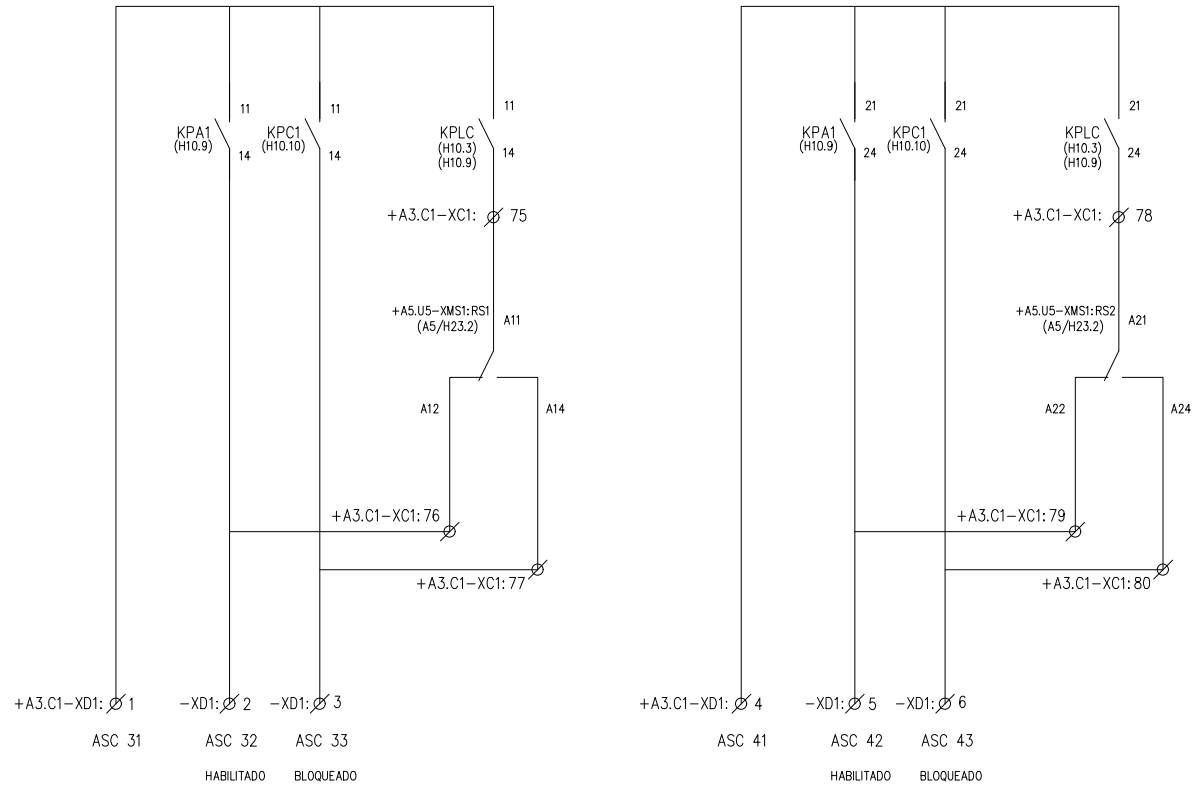 11
11
11
KPA1
(H10.9)
KPC1
(H10.10)
KPLC
(H10.3)
(H10.9)
14
14
14
+A3.C1-XC1: 75
+A5.U5-XMS1:RS1
(A5/H23.2)
A11
A12
A14
+A3.C1-XC1: 76
+A3.C1-XC1: 77
+A3.C1-XD1: 1
-XD1: 2
-XD1: 3
ASC 31
ASC 32
ASC 33
HABILITADO
BLOQUEADO
21
21
21
KPA1
(H10.9)
KPC1
(H10.10)
KPLC
(H10.3)
(H10.9)
24
24
24
+A3.C1-XC1: 78
+A5.U5-XMS1:RS2
(A5/H23.2)
A21
A22
A24
+A3.C1-XC1: 79
+A3.C1-XC1: 80
+A3.C1-XD1: 4
-XD1: 5
-XD1: 6
ASC 41
ASC 42
ASC 43
HABILITADO
BLOQUEADO